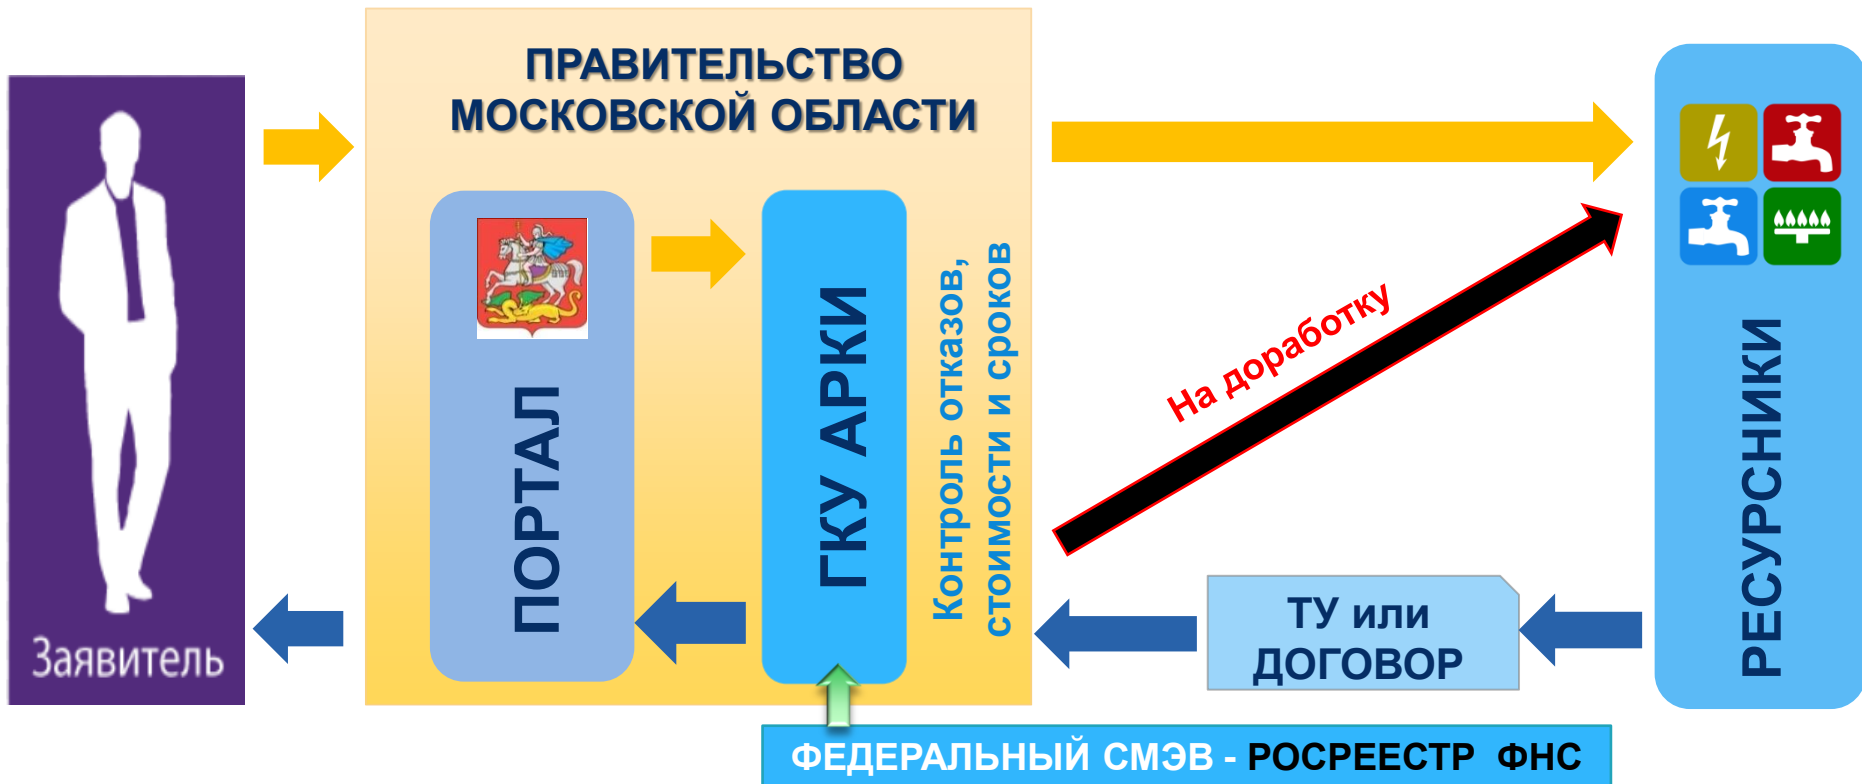 ПРАВИТЕЛЬСТВО
МОСКОВСКОЙ ОБЛАСТИ
Заявитель
ПОРТАЛ
ГКУ АРКИ
Контроль отказов,
стоимости и сроков
На доработку
ТУ или
ДОГОВОР
РЕСУРСНИКИ
ФЕДЕРАЛЬНЫЙ СМЭВ - РОСРЕЕСТР ФНС